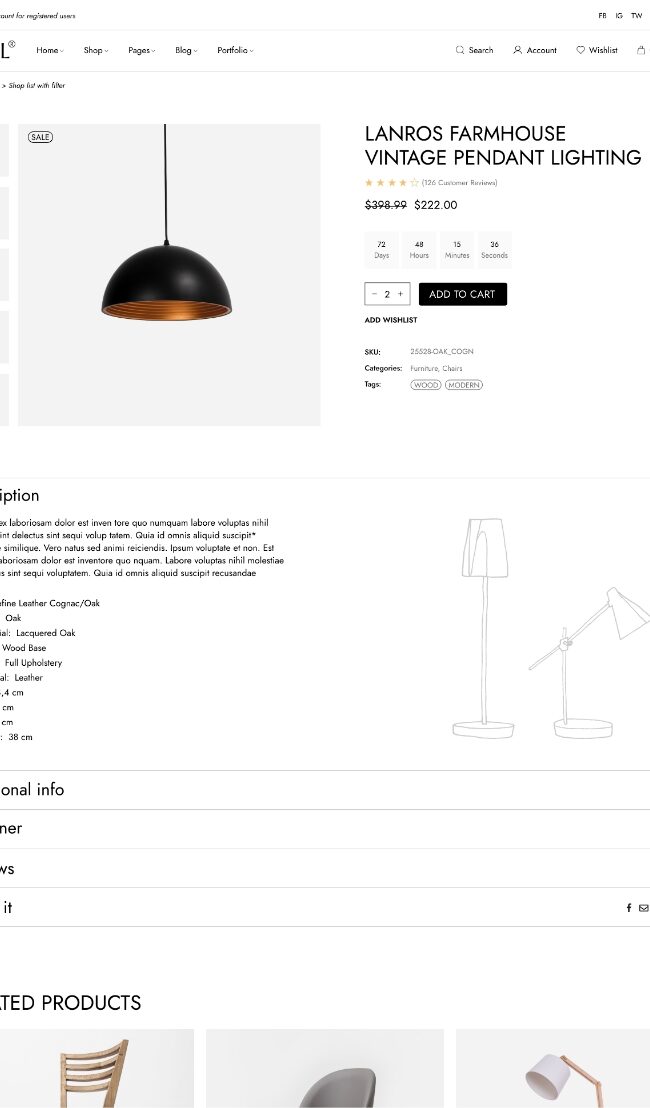 ount for registered users
FB IG TW
L®
Home Shop Pages Blog Portfolio
Search Account Wishlist
> Shop list with filter
SALE
LANROS FARMHOUSE
VINTAGE PENDANT LIGHTING
(126 Customer Reviews)
$398.99 $222.00
72 48 15 36
Days Hours Minutes Seconds
− 2 +
ADD TO CART
ADD WISHLIST
SKU: 25528-OAK_COGN
Categories: Furniture, Chairs
Tags: WOOD MODERN
iption
ex laboriosam dolor est inven tore quo numquam labore voluptas nihil
int delectus sint sequi volup tatem. Quia id omnis aliquid suscipit*
e similique. Vero natus sed animi reiciendis. Ipsum voluptate et non. Est
laboriosam dolor est inventore quo nquam. Labore voluptas nihil molestiae
us sint sequi voluptatem. Quia id omnis aliquid suscipit recusandae
efine Leather Cognac/Oak
Oak
ial: Lacquered Oak
Wood Base
Full Upholstery
al: Leather
,4 cm
cm
cm
: 38 cm
onal info
ner
ws
it
ATED PRODUCTS